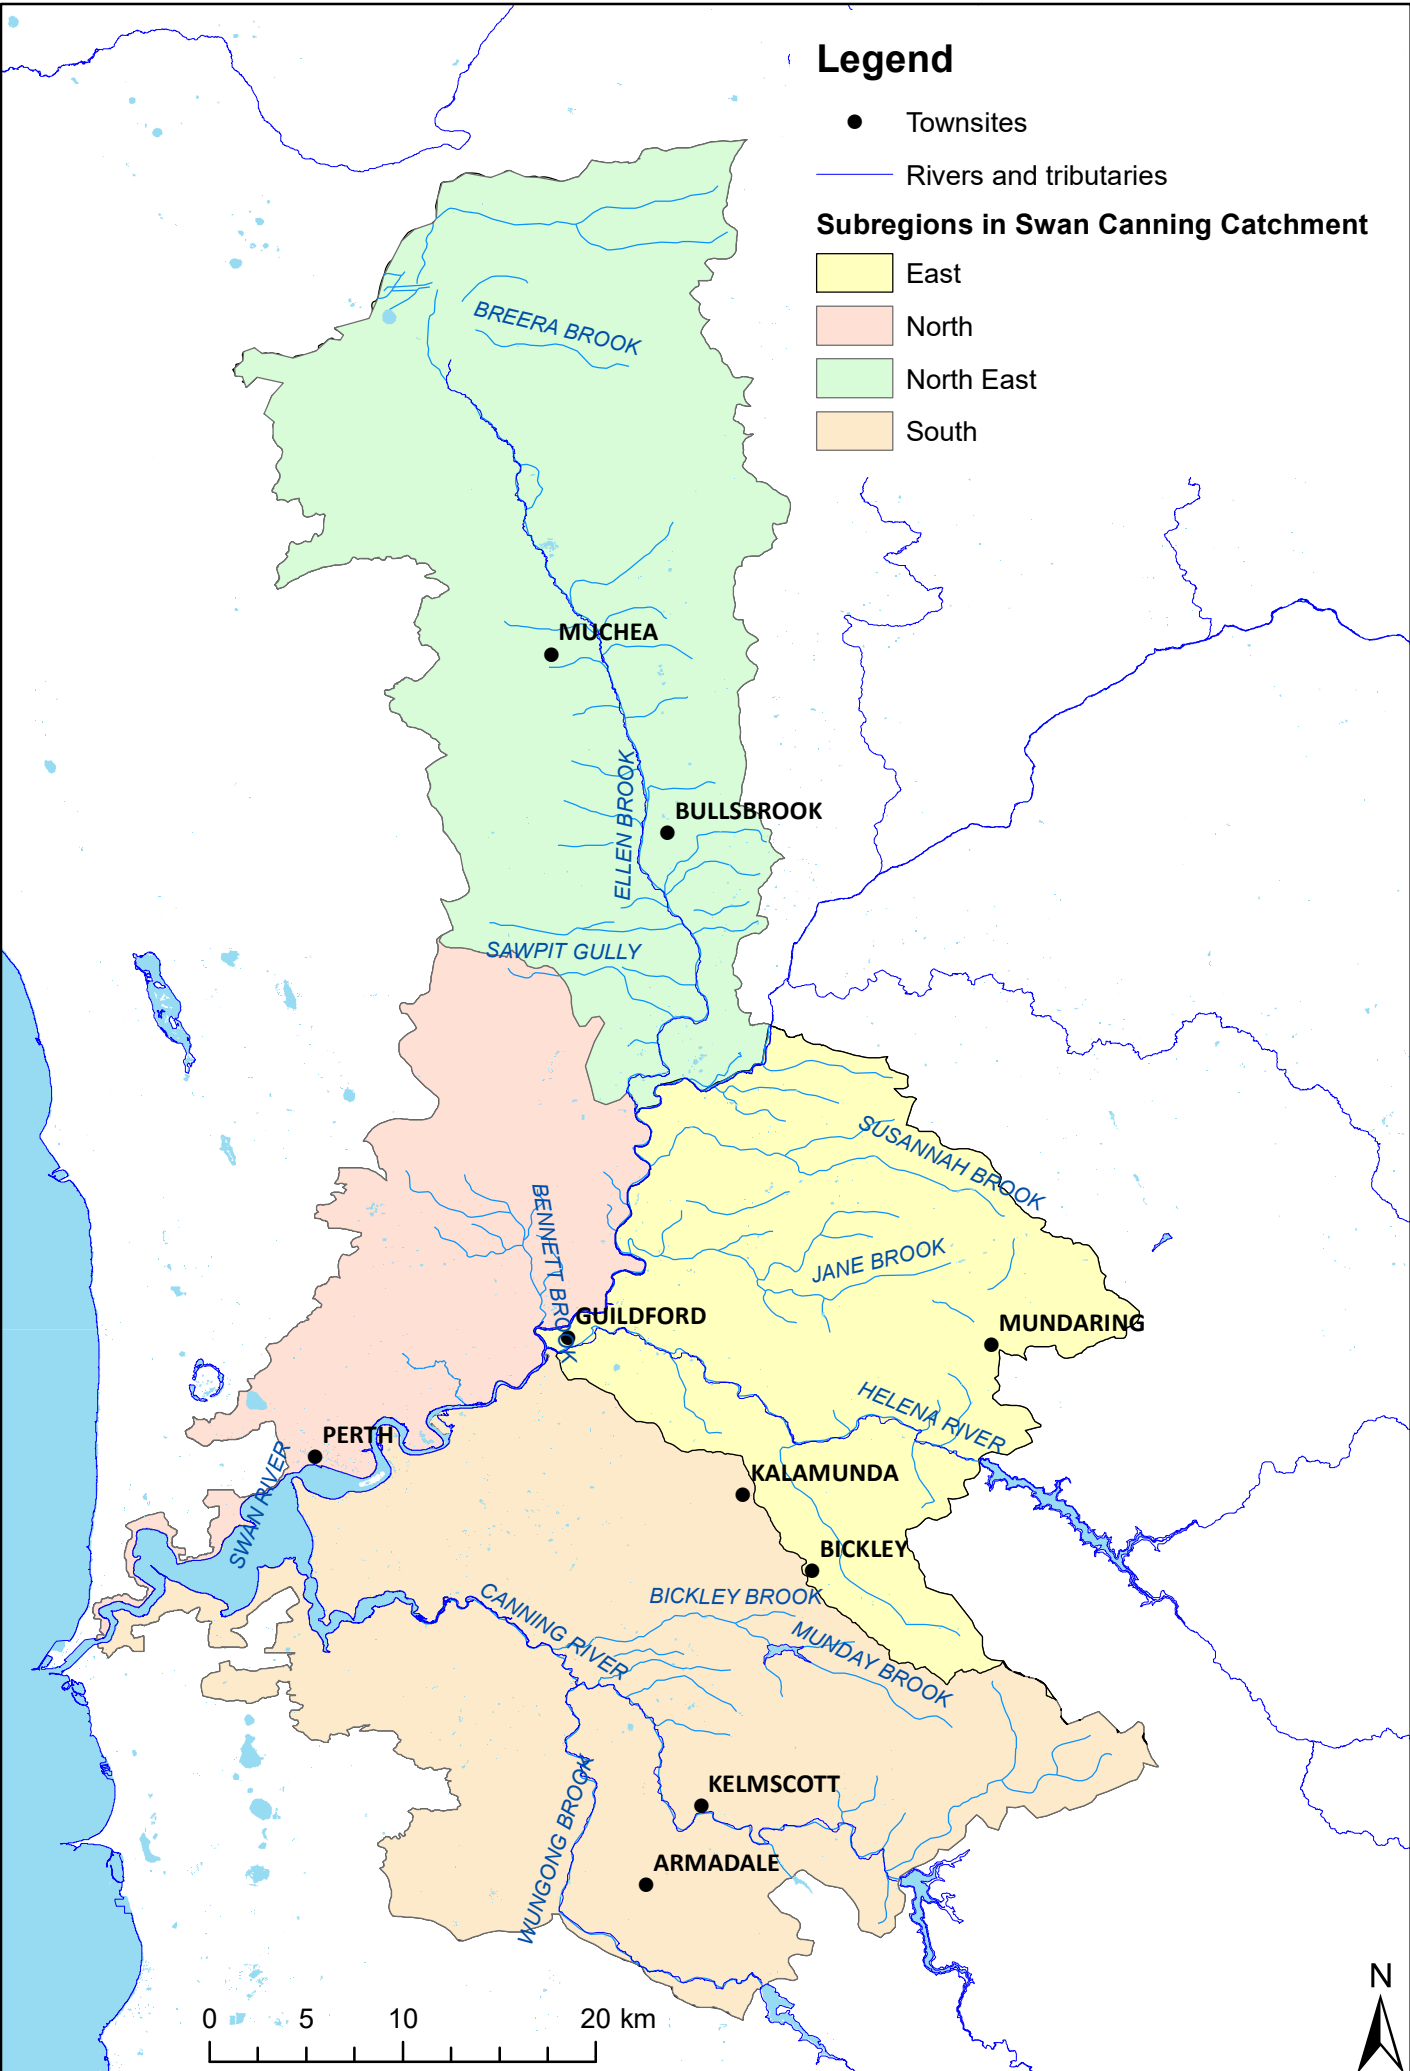 Legend
Townsites
Rivers and tributaries
Subregions in Swan Canning Catchment
East
North
North East
South
BREERA BROOK
MUCHEA
ELLEN BROOK
BULLSBROOK
SAWPIT GULLY
SUSANNAH BROOK
BENNETT BROOK
JANE BROOK
GUILDFORD
MUNDARING
HELENA RIVER
PERTH
SWAN RIVER
KALAMUNDA
BICKLEY
CANNING RIVER
BICKLEY BROOK
MUNDAY BROOK
WUNGONG BROOK
KELMSCOTT
ARMADALE
N
0 5 10 20 km